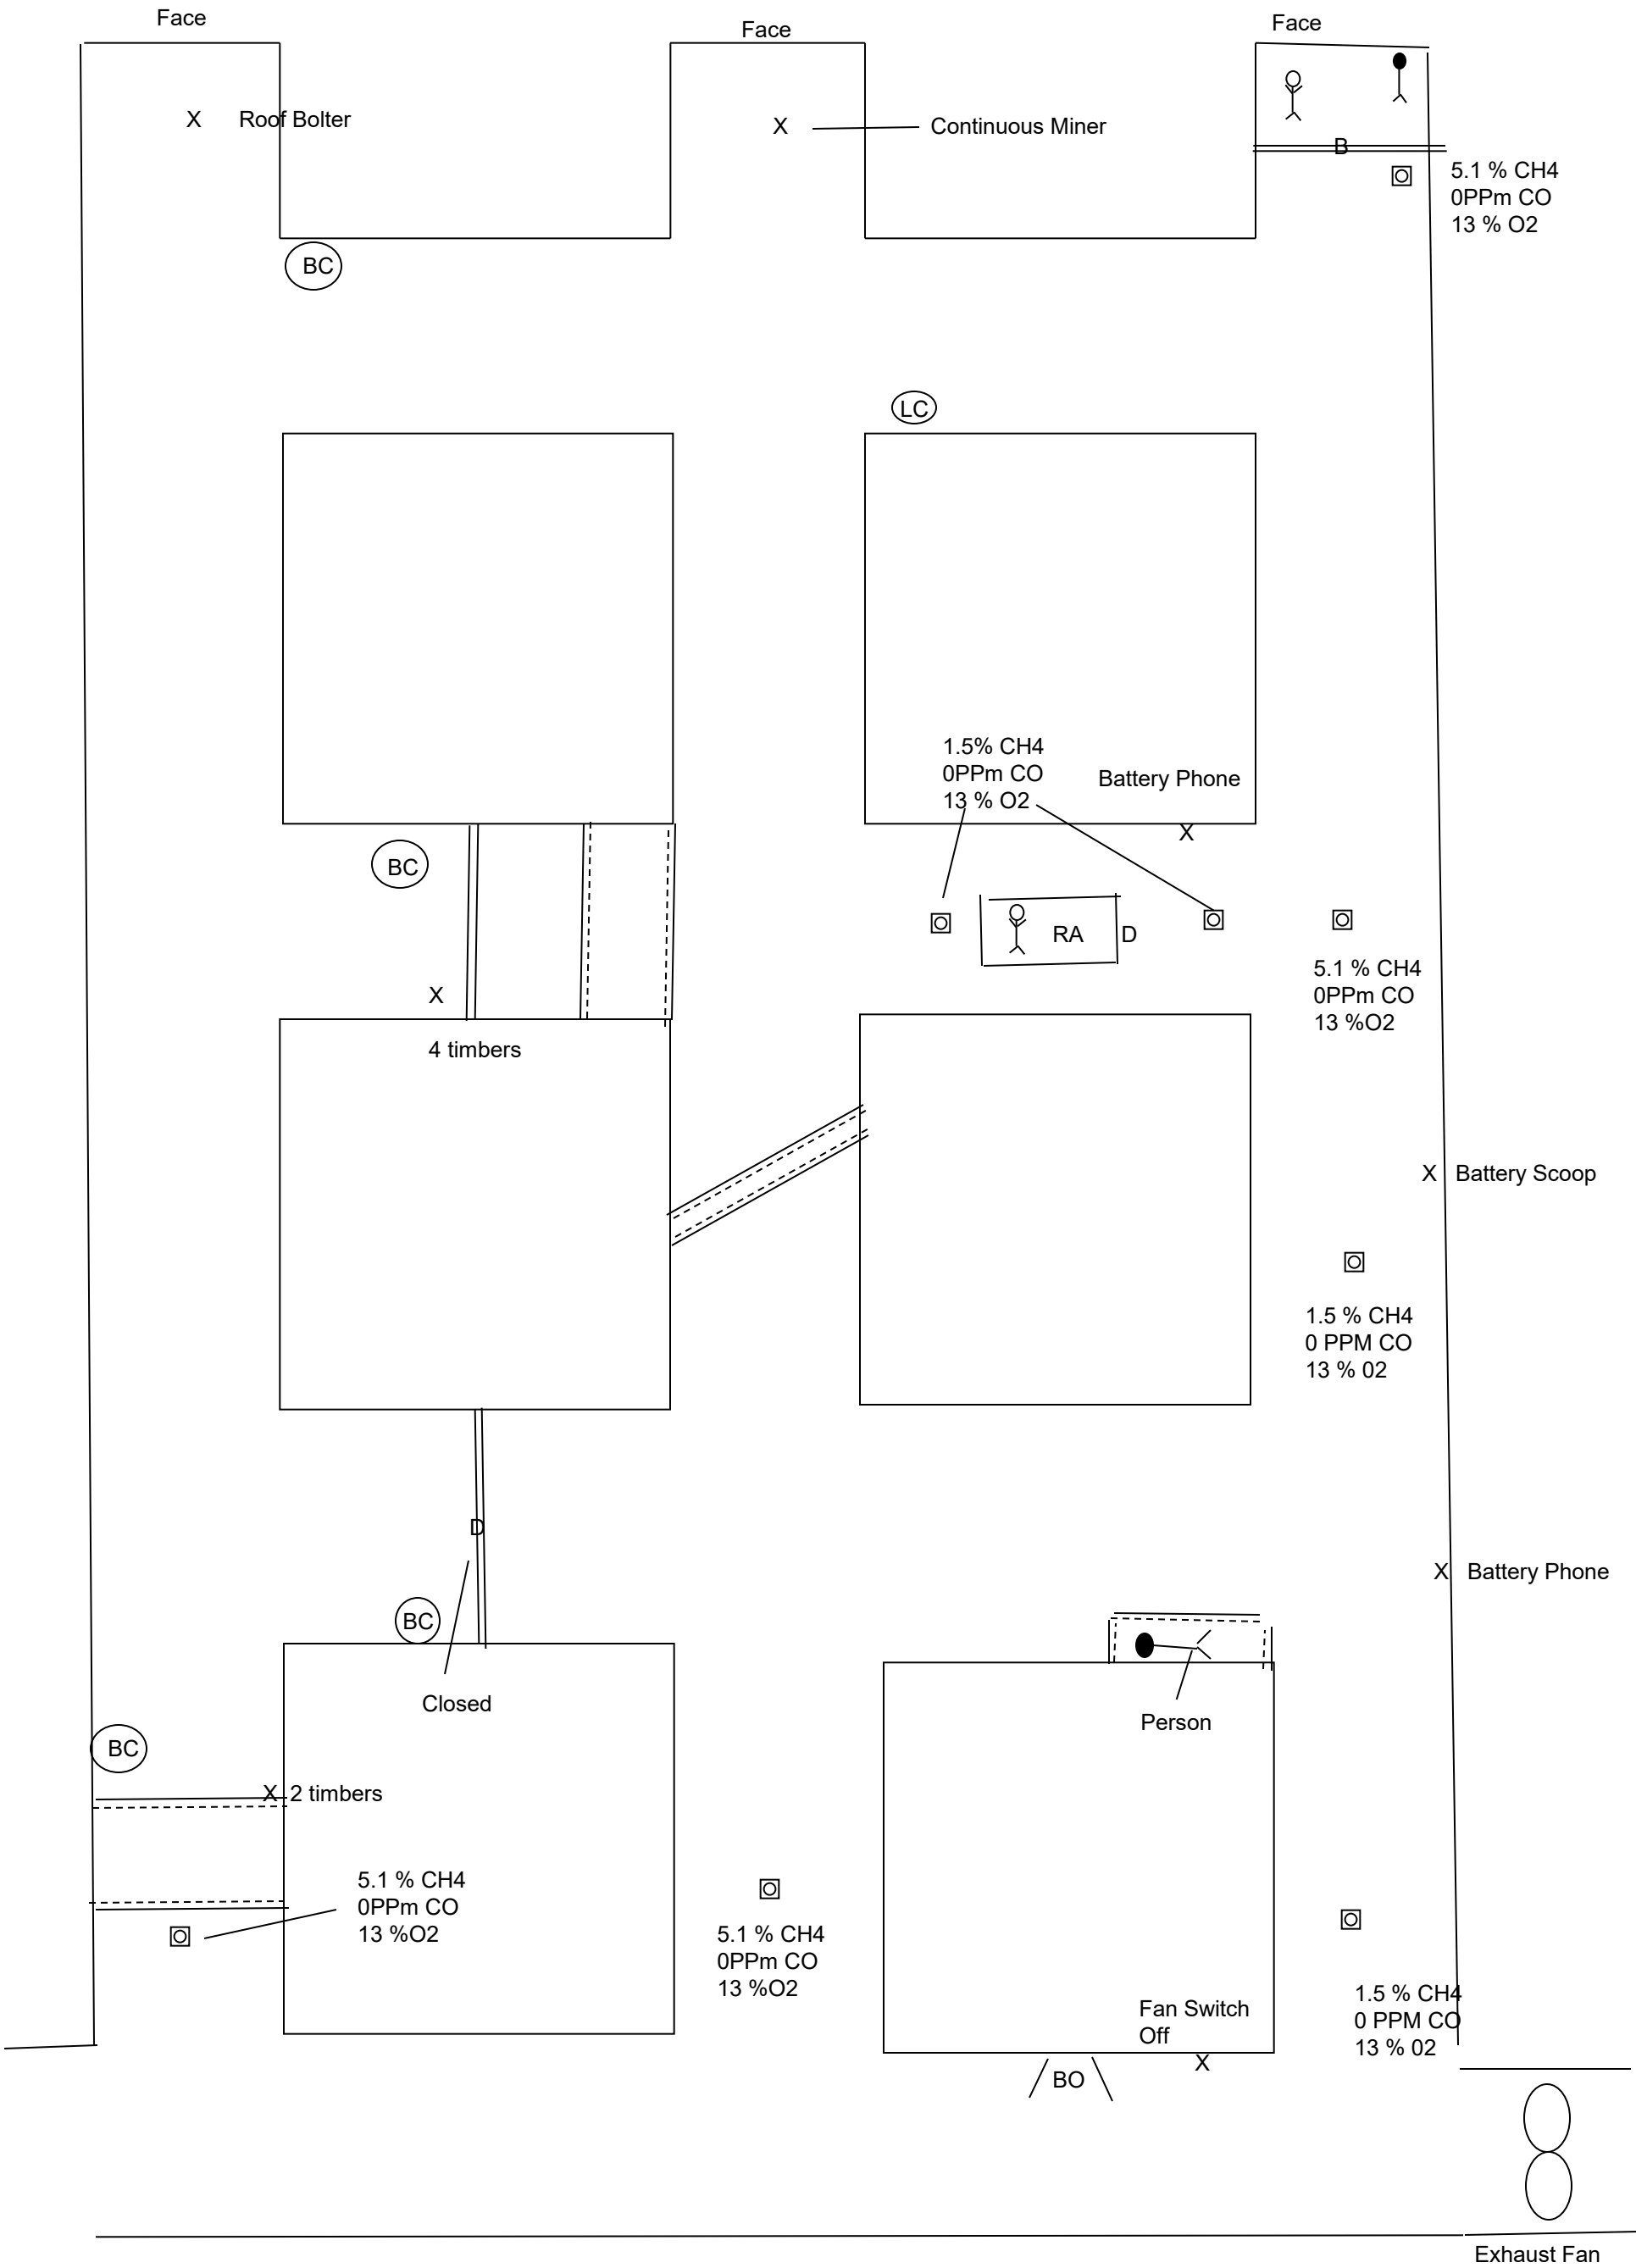 Face
Face
Face
X Roof Bolter
X Continuous Miner
B
5.1 % CH4
0PPm CO
13 % O2
BC
LC
1.5% CH4
0PPm CO
13 % O2
Battery Phone
X
BC
RA D
X
4 timbers
5.1 % CH4
0PPm CO
13 %O2
X Battery Scoop
1.5 % CH4
0 PPM CO
13 % 02
D
X Battery Phone
BC
Closed
Person
BC
X 2 timbers
5.1 % CH4
0PPm CO
13 %O2
5.1 % CH4
0PPm CO
13 %O2
1.5 % CH4
0 PPM CO
13 % 02
Fan Switch
Off
X
BO
Exhaust Fan